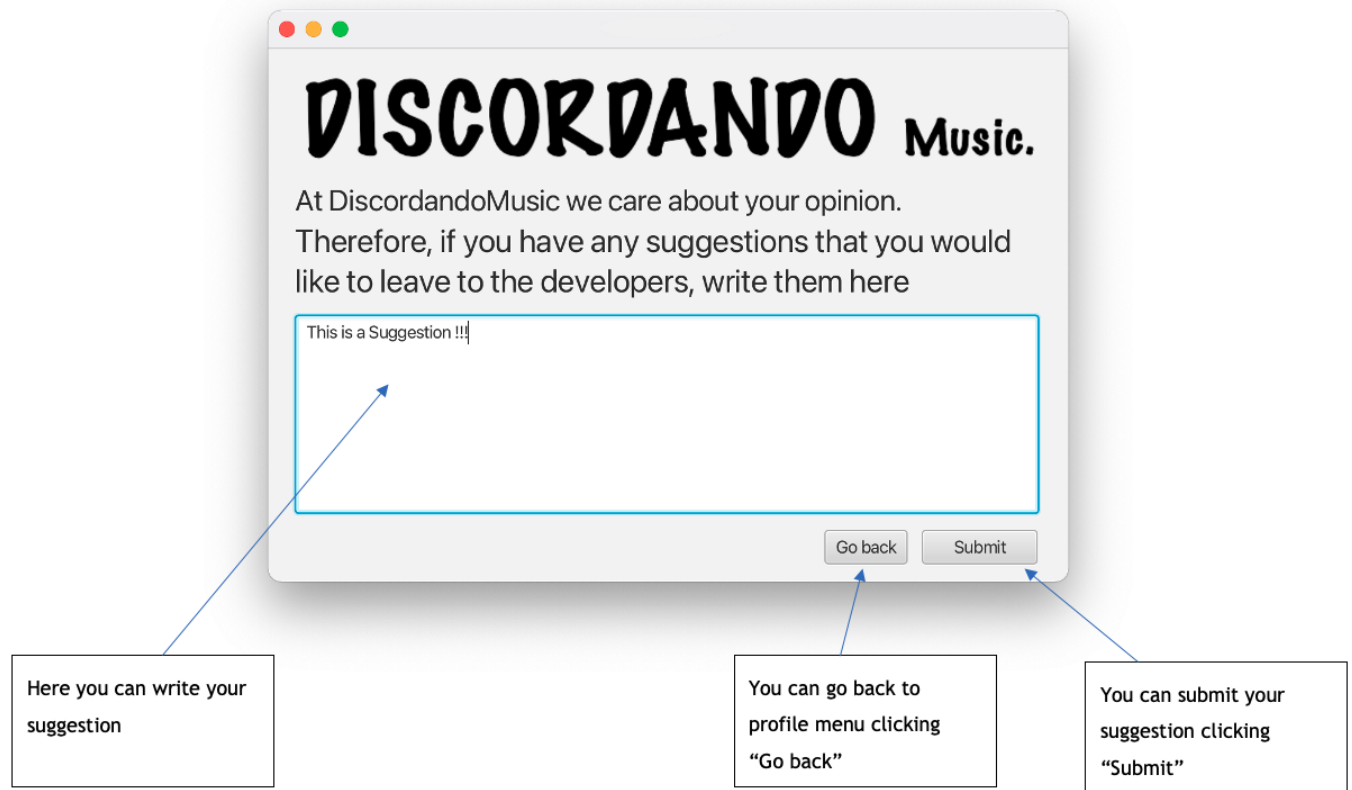 DISCORDANDO Music.
At DiscordandoMusic we care about your opinion.
Therefore, if you have any suggestions that you would
like to leave to the developers, write them here
This is a Suggestion !!!
Go back
Submit
Here you can write your
suggestion
You can go back to
profile menu clicking
“Go back”
You can submit your
suggestion clicking
“Submit”